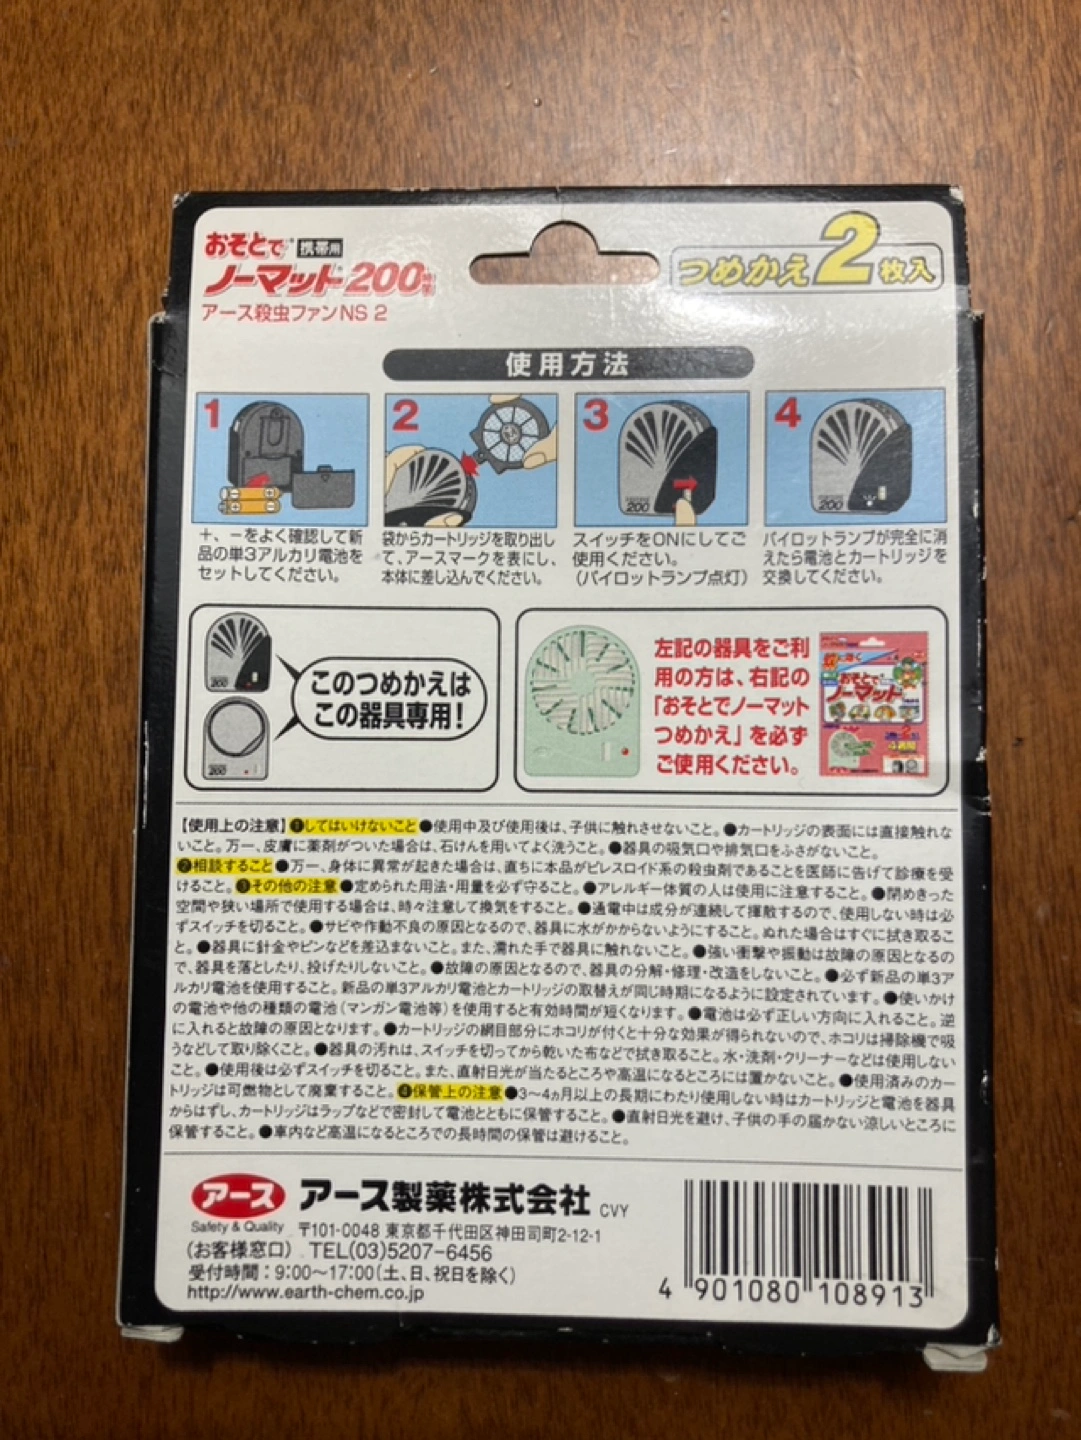 おそとで 携帯用
ノーマット200時間
アース殺虫ファンNS 2
つめかえ2枚入
使用方法
1
2
3
4
200
200
＋、－をよく確認して新
品の単3アルカリ電池を
セットしてください。
袋からカートリッジを取り出し
て、アースマークを表にし、
本体に差し込んでください。
スイッチをONにしてご
使用ください。
（パイロットランプ点灯）
パイロットランプが完全に消
えたら電池とカートリッジを
交換してください。
200
200
このつめかえは
この器具専用！
左記の器具をご利
用の方は、右記の
「おそとでノーマット
つめかえ」を必ず
ご使用ください。
おそとで
ノーマット
【使用上の注意】❶してはいけないこと●使用中及び使用後は、子供に触れさせないこと。●カートリッジの表面には直接触れな
いこと。万一、皮膚に薬剤がついた場合は、石けんを用いてよく洗うこと。●器具の吸気口や排気口をふさがないこと。
❷相談すること●万一、身体に異常が起きた場合は、直ちに本品がピレスロイド系の殺虫剤であることを医師に告げて診療を受
けること。❸その他の注意●定められた用法・用量を必ず守ること。●アレルギー体質の人は使用に注意すること。●閉めきった
空間や狭い場所で使用する場合は、時々注意して換気をすること。●通電中は成分が連続して揮散するので、使用しない時は必
ずスイッチを切ること。●サビや作動不良の原因となるので、器具に水がかからないようにすること。ぬれた場合はすぐに拭き取るこ
と。●器具に針金やピンなどを差込まないこと。また、濡れた手で器具に触れないこと。●強い衝撃や振動は故障の原因となるの
で、器具を落としたり、投げたりしないこと。●故障の原因となるので、器具の分解・修理・改造をしないこと。●必ず新品の単3ア
ルカリ電池を使用すること。新品の単3アルカリ電池とカートリッジの取替えが同じ時期になるように設定されています。●使いかけ
の電池や他の種類の電池（マンガン電池等）を使用すると有効時間が短くなります。●電池は必ず正しい方向に入れること。逆
に入れると故障の原因となります。●カートリッジの網目部分にホコリが付くと十分な効果が得られないので、ホコリは掃除機で吸
うなどして取り除くこと。●器具の汚れは、スイッチを切ってから乾いた布などで拭き取ること。水・洗剤・クリーナーなどは使用しない
こと。●使用後は必ずスイッチを切ること。また、直射日光が当たるところや高温になるところには置かないこと。●使用済みのカー
トリッジは可燃物として廃棄すること。❹保管上の注意●3～4ヵ月以上の長期にわたり使用しない時はカートリッジと電池を器具
からはずし、カートリッジはラップなどで密封して電池とともに保管すること。●直射日光を避け、子供の手の届かない涼しいところに
保管すること。●車内など高温になるところでの長時間の保管は避けること。
アース アース製薬株式会社 CVY
Safety & Quality 〒101-0048 東京都千代田区神田司町2-12-1
（お客様窓口） TEL(03)5207-6456
受付時間：9:00～17:00（土、日、祝日を除く）
http://www.earth-chem.co.jp
4 901080 108913